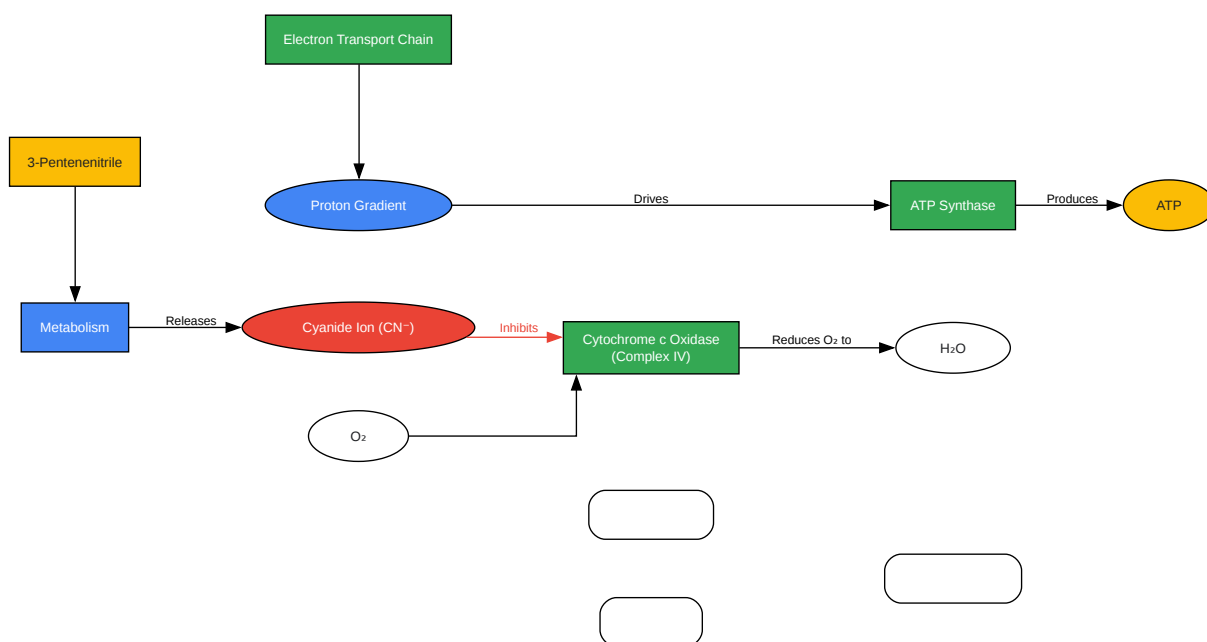 Electron Transport Chain
3-Pentenenitrile
Proton Gradient
Drives
ATP Synthase
Produces
ATP
Metabolism
Releases
Cyanide Ion (CN⁻)
Inhibits
Cytochrome c Oxidase
(Complex IV)
Reduces O₂ to
H₂O
O₂